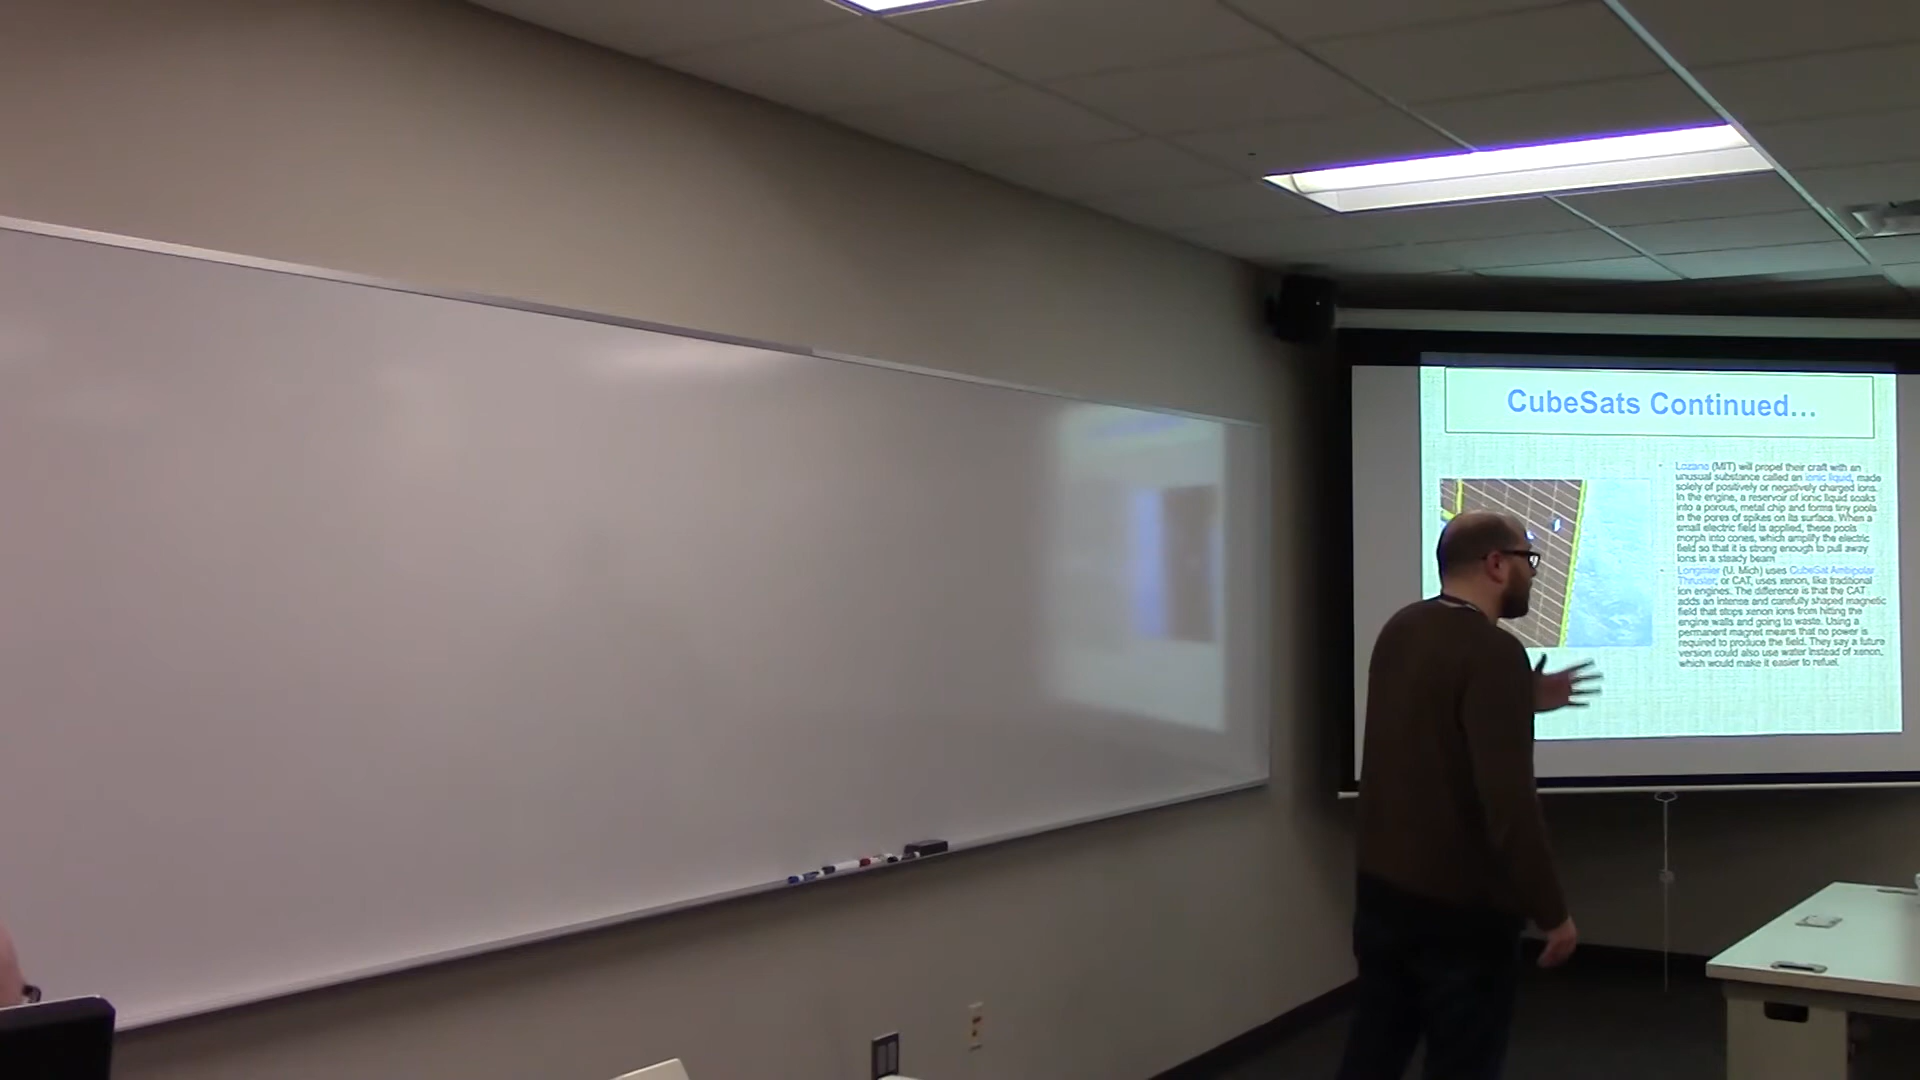 CubeSats Continued...
Lozano (MIT) will propel their craft with an
unusual substance called an ionic liquid, made
solely of positively or negatively charged ions.
In the engine, a reservoir of ionic liquid soaks
into a porous, metal chip and forms tiny pools
in the pores of spikes on its surface. When a
small electric field is applied, these pools
morph into cones, which amplify the electric
field so that it is strong enough to pull away
ions in a steady beam
Longmier (U. Mich) uses CubeSat Ambipolar
Thruster, or CAT, uses xenon, like traditional
ion engines. The difference is that the CAT
adds an intense and carefully shaped magnetic
field that stops xenon ions from hitting the
engine walls and going to waste. Using a
permanent magnet means that no power is
required to produce the field. They say a future
version could also use water instead of xenon,
which would make it easier to refuel.